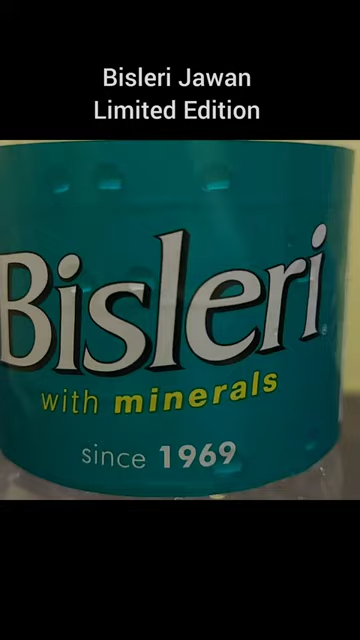 Bisleri Jawan
Limited Edition
Bisleri
with minerals
since 1969